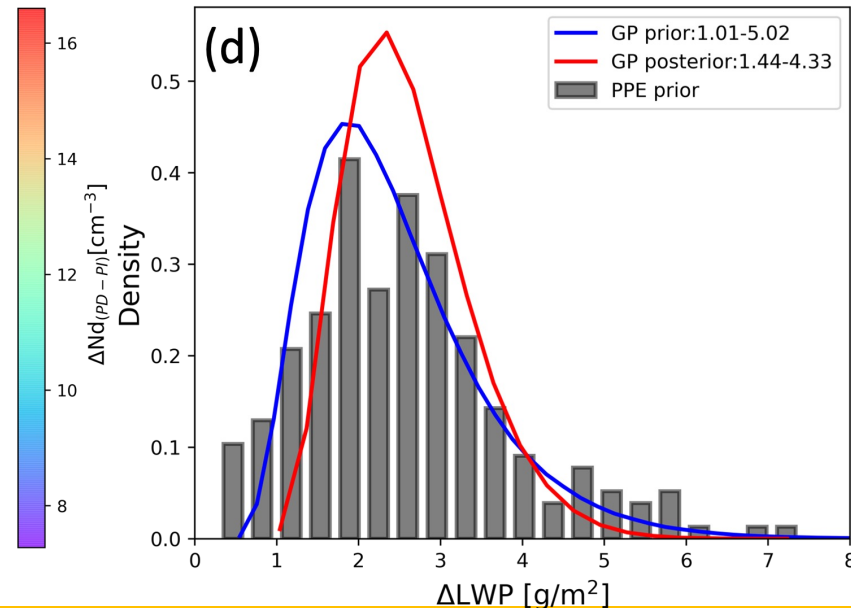 16
14
12
10
8
ΔNd(PD − PI)[cm−3]
Density
(d)
GP prior:1.01-5.02
GP posterior:1.44-4.33
PPE prior
0.5
0.4
0.3
0.2
0.1
0.0
0 1 2 3 4 5 6 7 8
ΔLWP [g/m2]